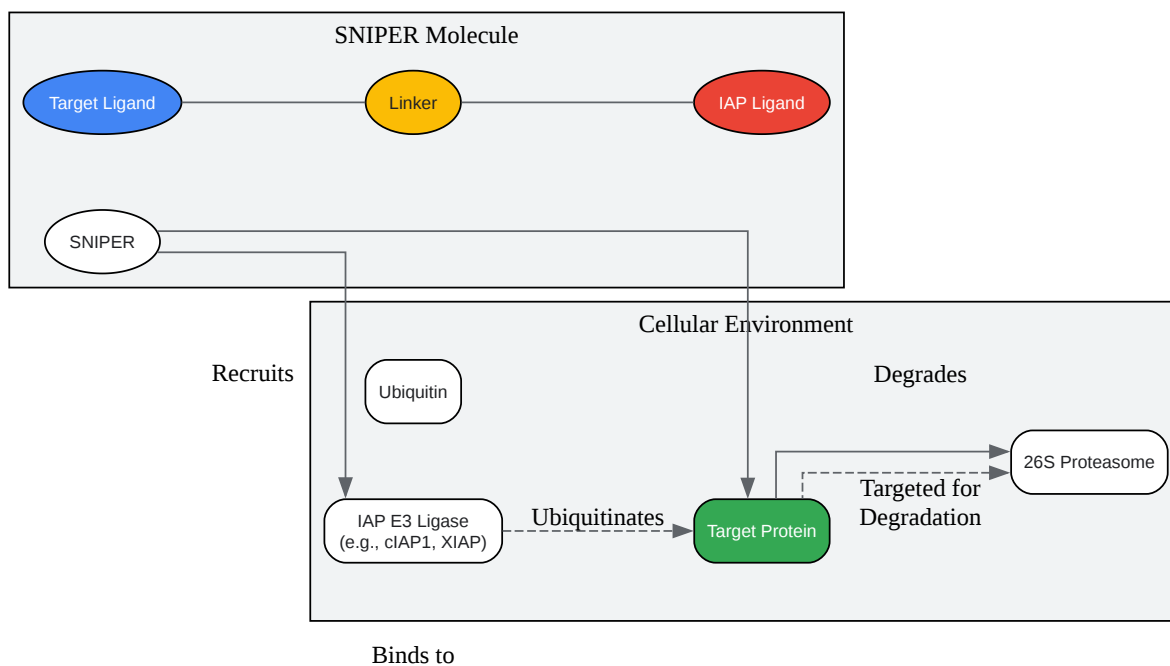 SNIPER Molecule
Target Ligand
Linker
IAP Ligand
SNIPER
Cellular Environment
Recruits
Degrades
Ubiquitin
26S Proteasome
Targeted for
Degradation
IAP E3 Ligase
(e.g., cIAP1, XIAP)
Ubiquitinates
Target Protein
Binds to